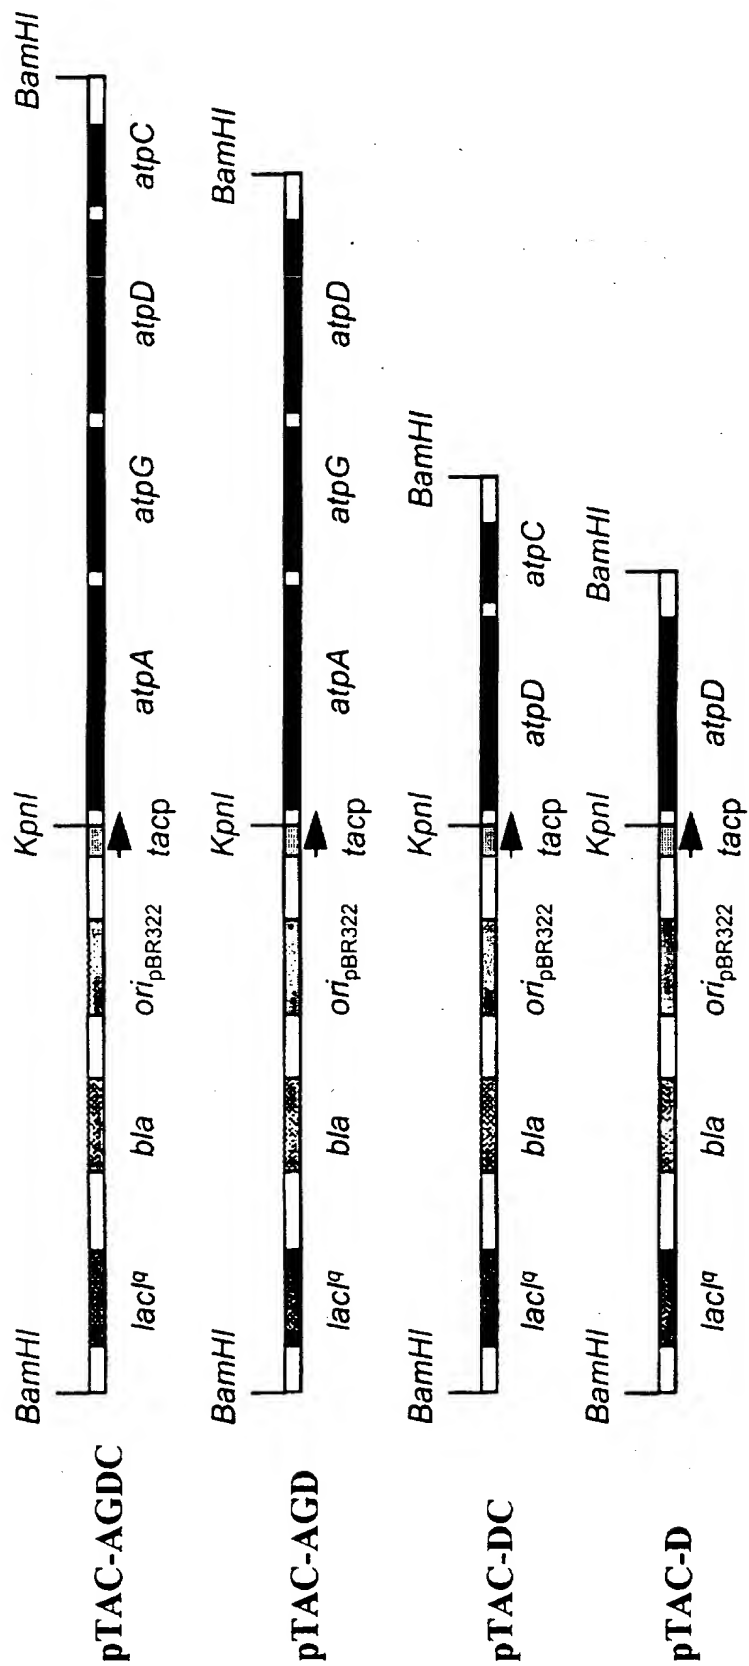 BamHI KpnI BamHI
pTAC-AGDC
lacIq bla oripBR322 tacp atpA atpG atpD atpC
BamHI KpnI BamHI
pTAC-AGD
lacIq bla oripBR322 tacp atpA atpG atpD
BamHI KpnI BamHI
pTAC-DC
lacIq bla oripBR322 tacp atpD atpC
BamHI KpnI BamHI
pTAC-D
lacIq bla oripBR322 tacp atpD